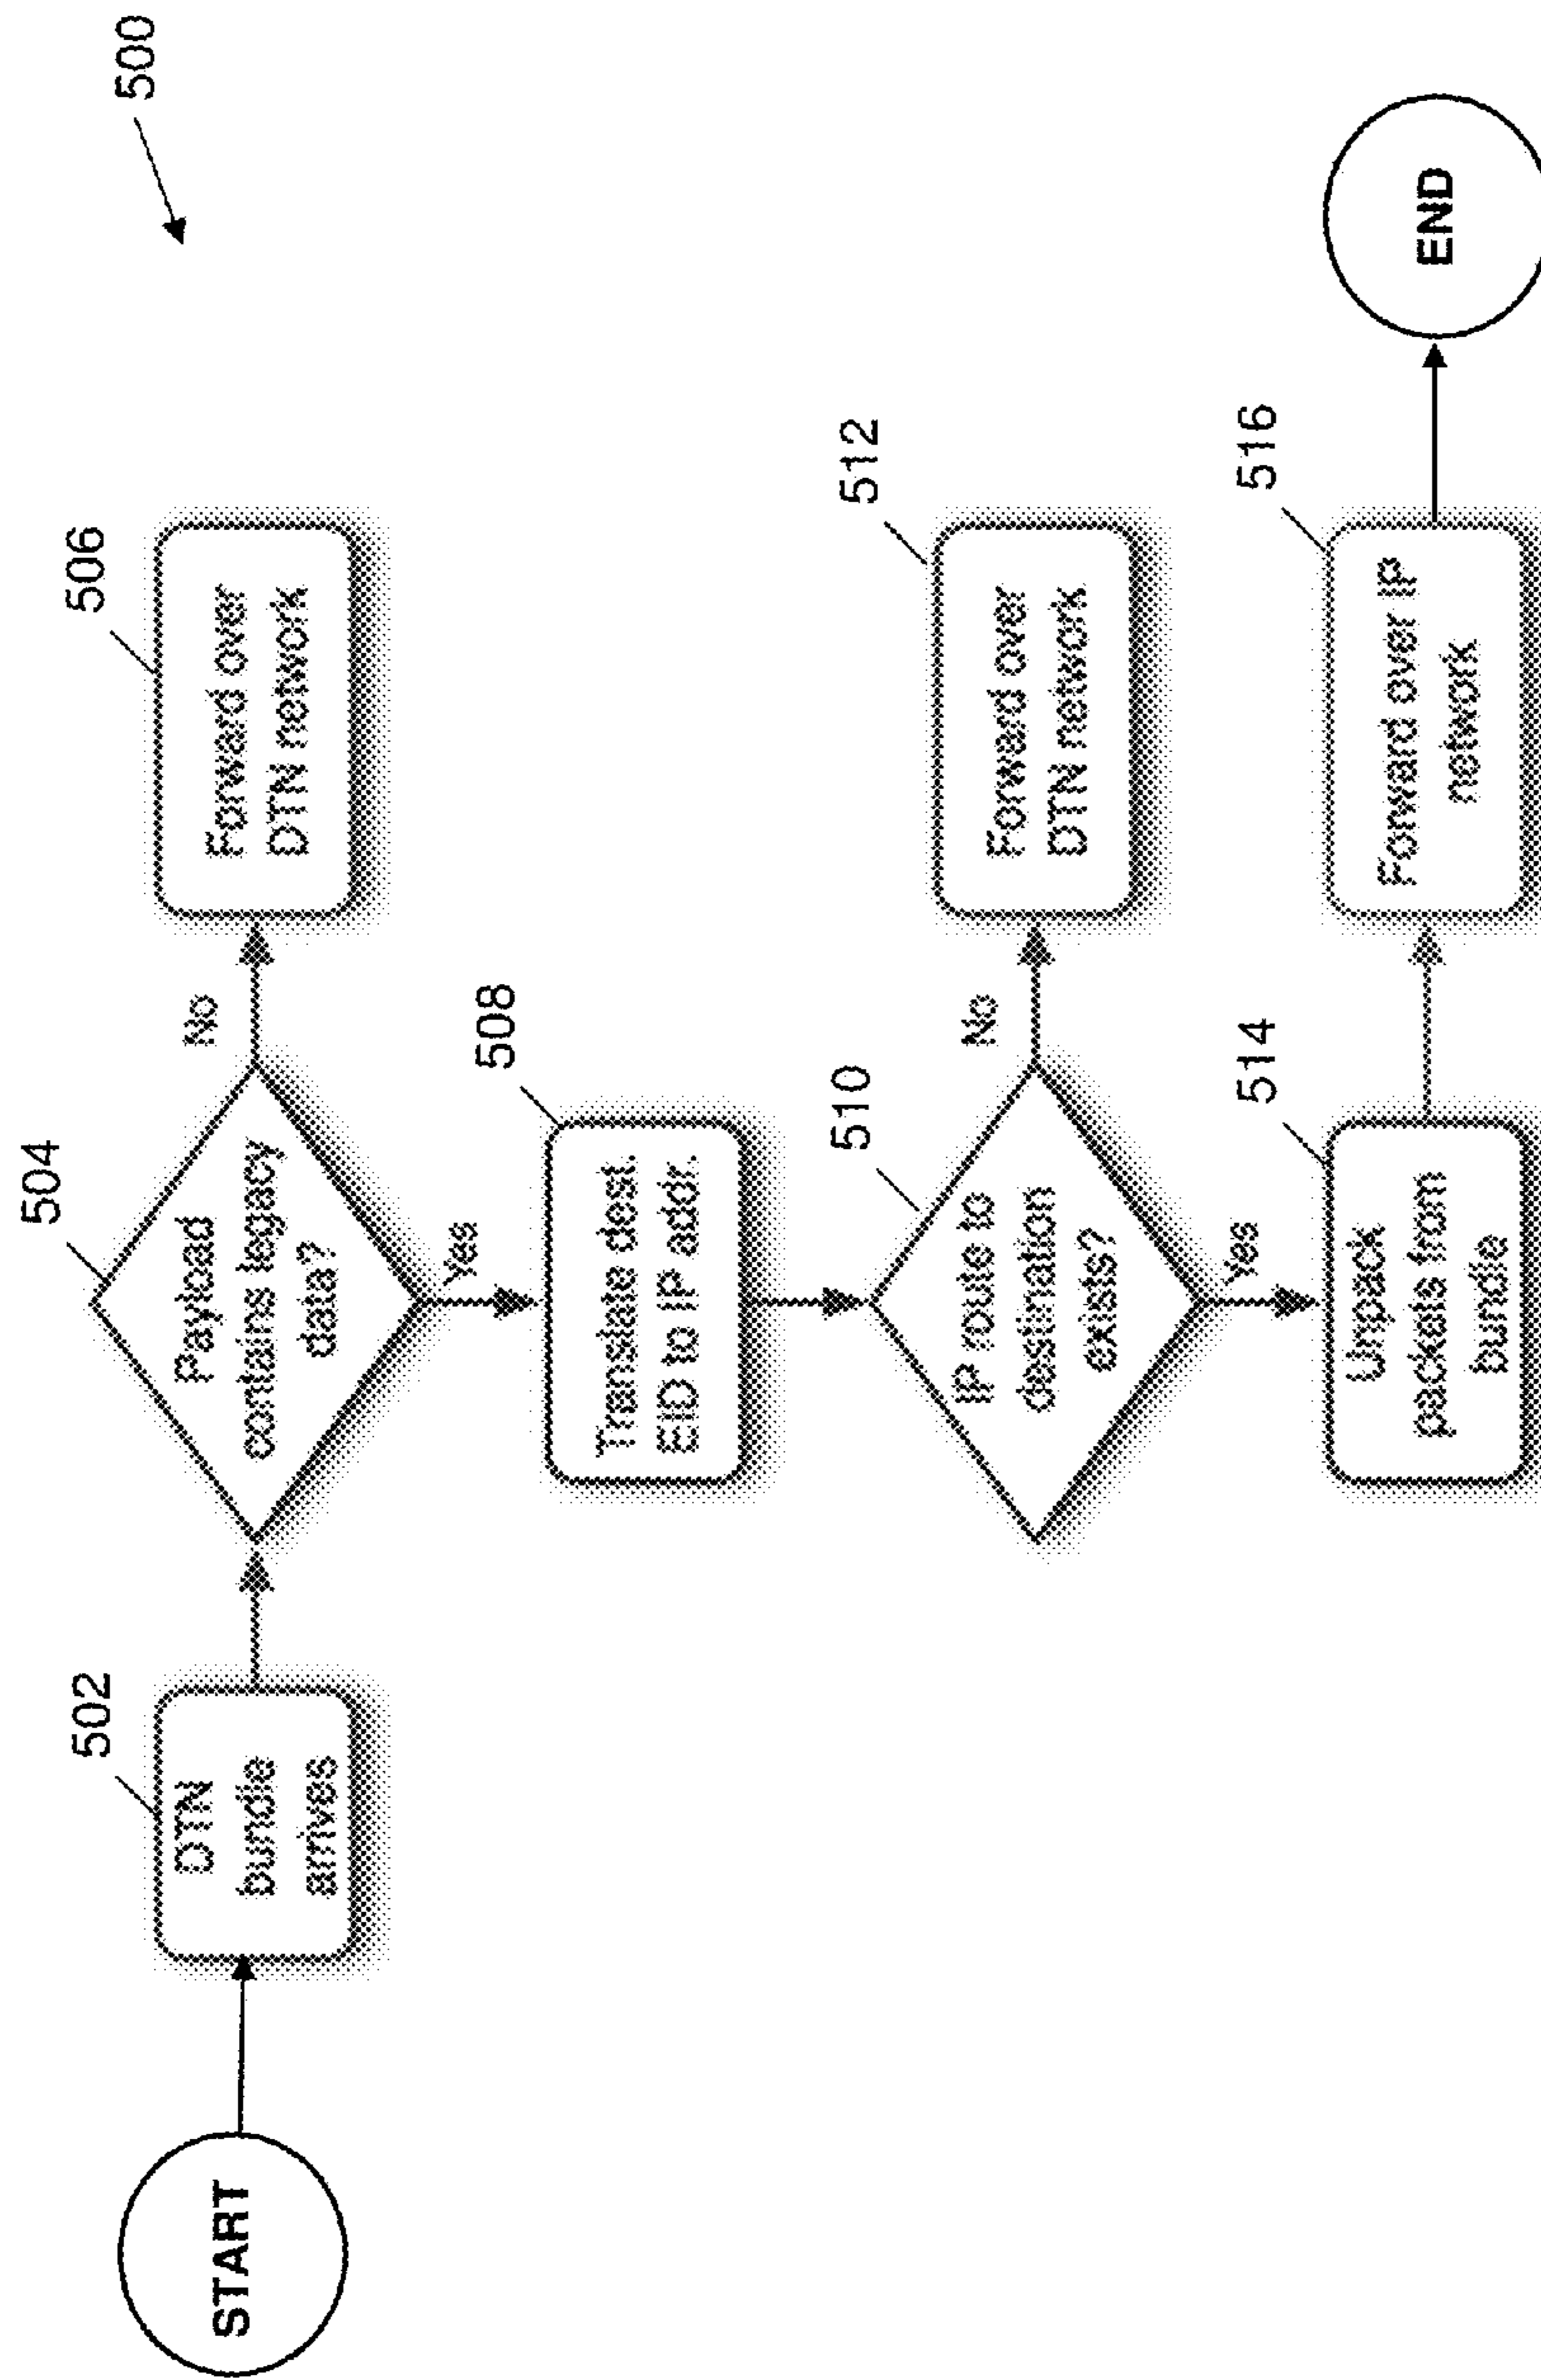 500
START
502
DTN
bundle
arrives
504
Payload
contains legacy
data?
No
506
Forward over
DTN network
Yes
508
Translate dest.
EID to IP addr.
510
IP route to
destination
exists?
No
512
Forward over
DTN network
Yes
514
Unpack
packets from
bundle
516
Forward over IP
network
END